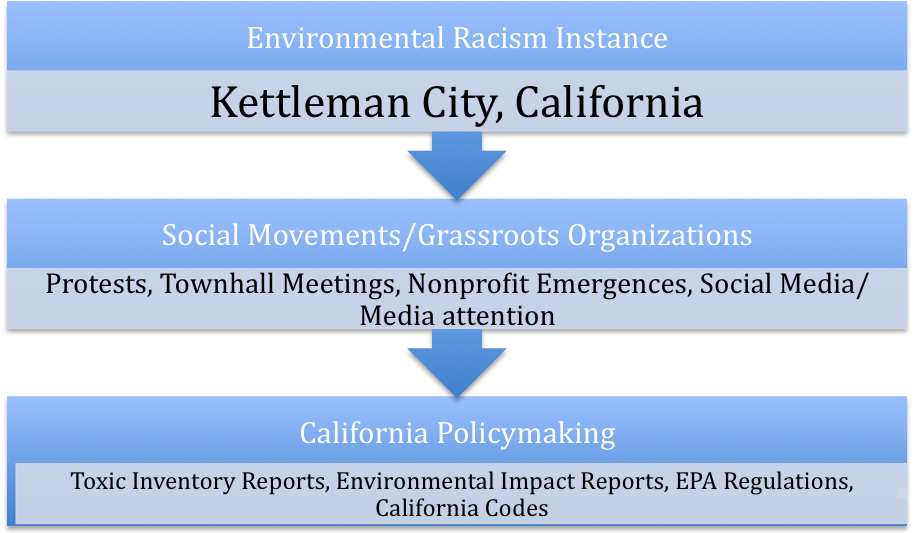 Environmental Racism Instance
Kettleman City, California
Social Movements/Grassroots Organizations
Protests, Townhall Meetings, Nonprofit Emergences, Social Media/
Media attention
California Policymaking
Toxic Inventory Reports, Environmental Impact Reports, EPA Regulations,
California Codes